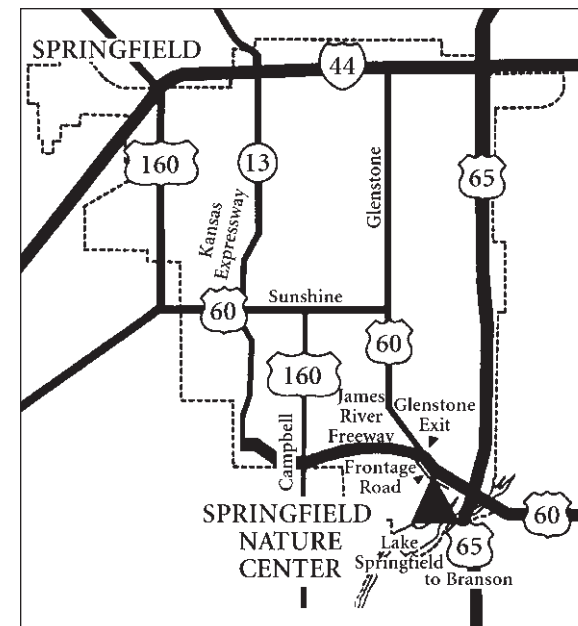 SPRINGFIELD
44
160
13
65
Glenstone
Kansas
Expressway
Sunshine
60
60
160
James
River
Freeway
Glenstone
Exit
Campbell
Frontage
Road
SPRINGFIELD
NATURE
CENTER
60
Lake
Springfield
65
to Branson